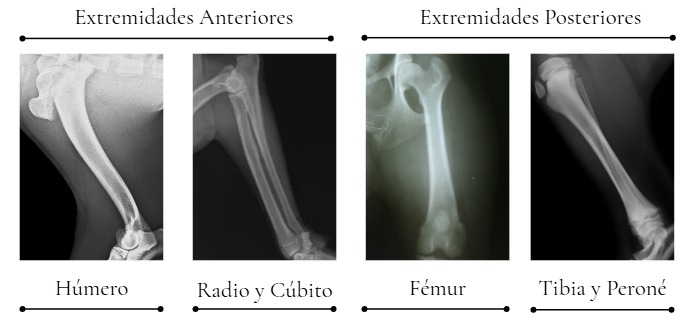 Extremidades Anteriores
Extremidades Posteriores
Húmero
Radio y Cúbito
Fémur
Tibia y Peroné